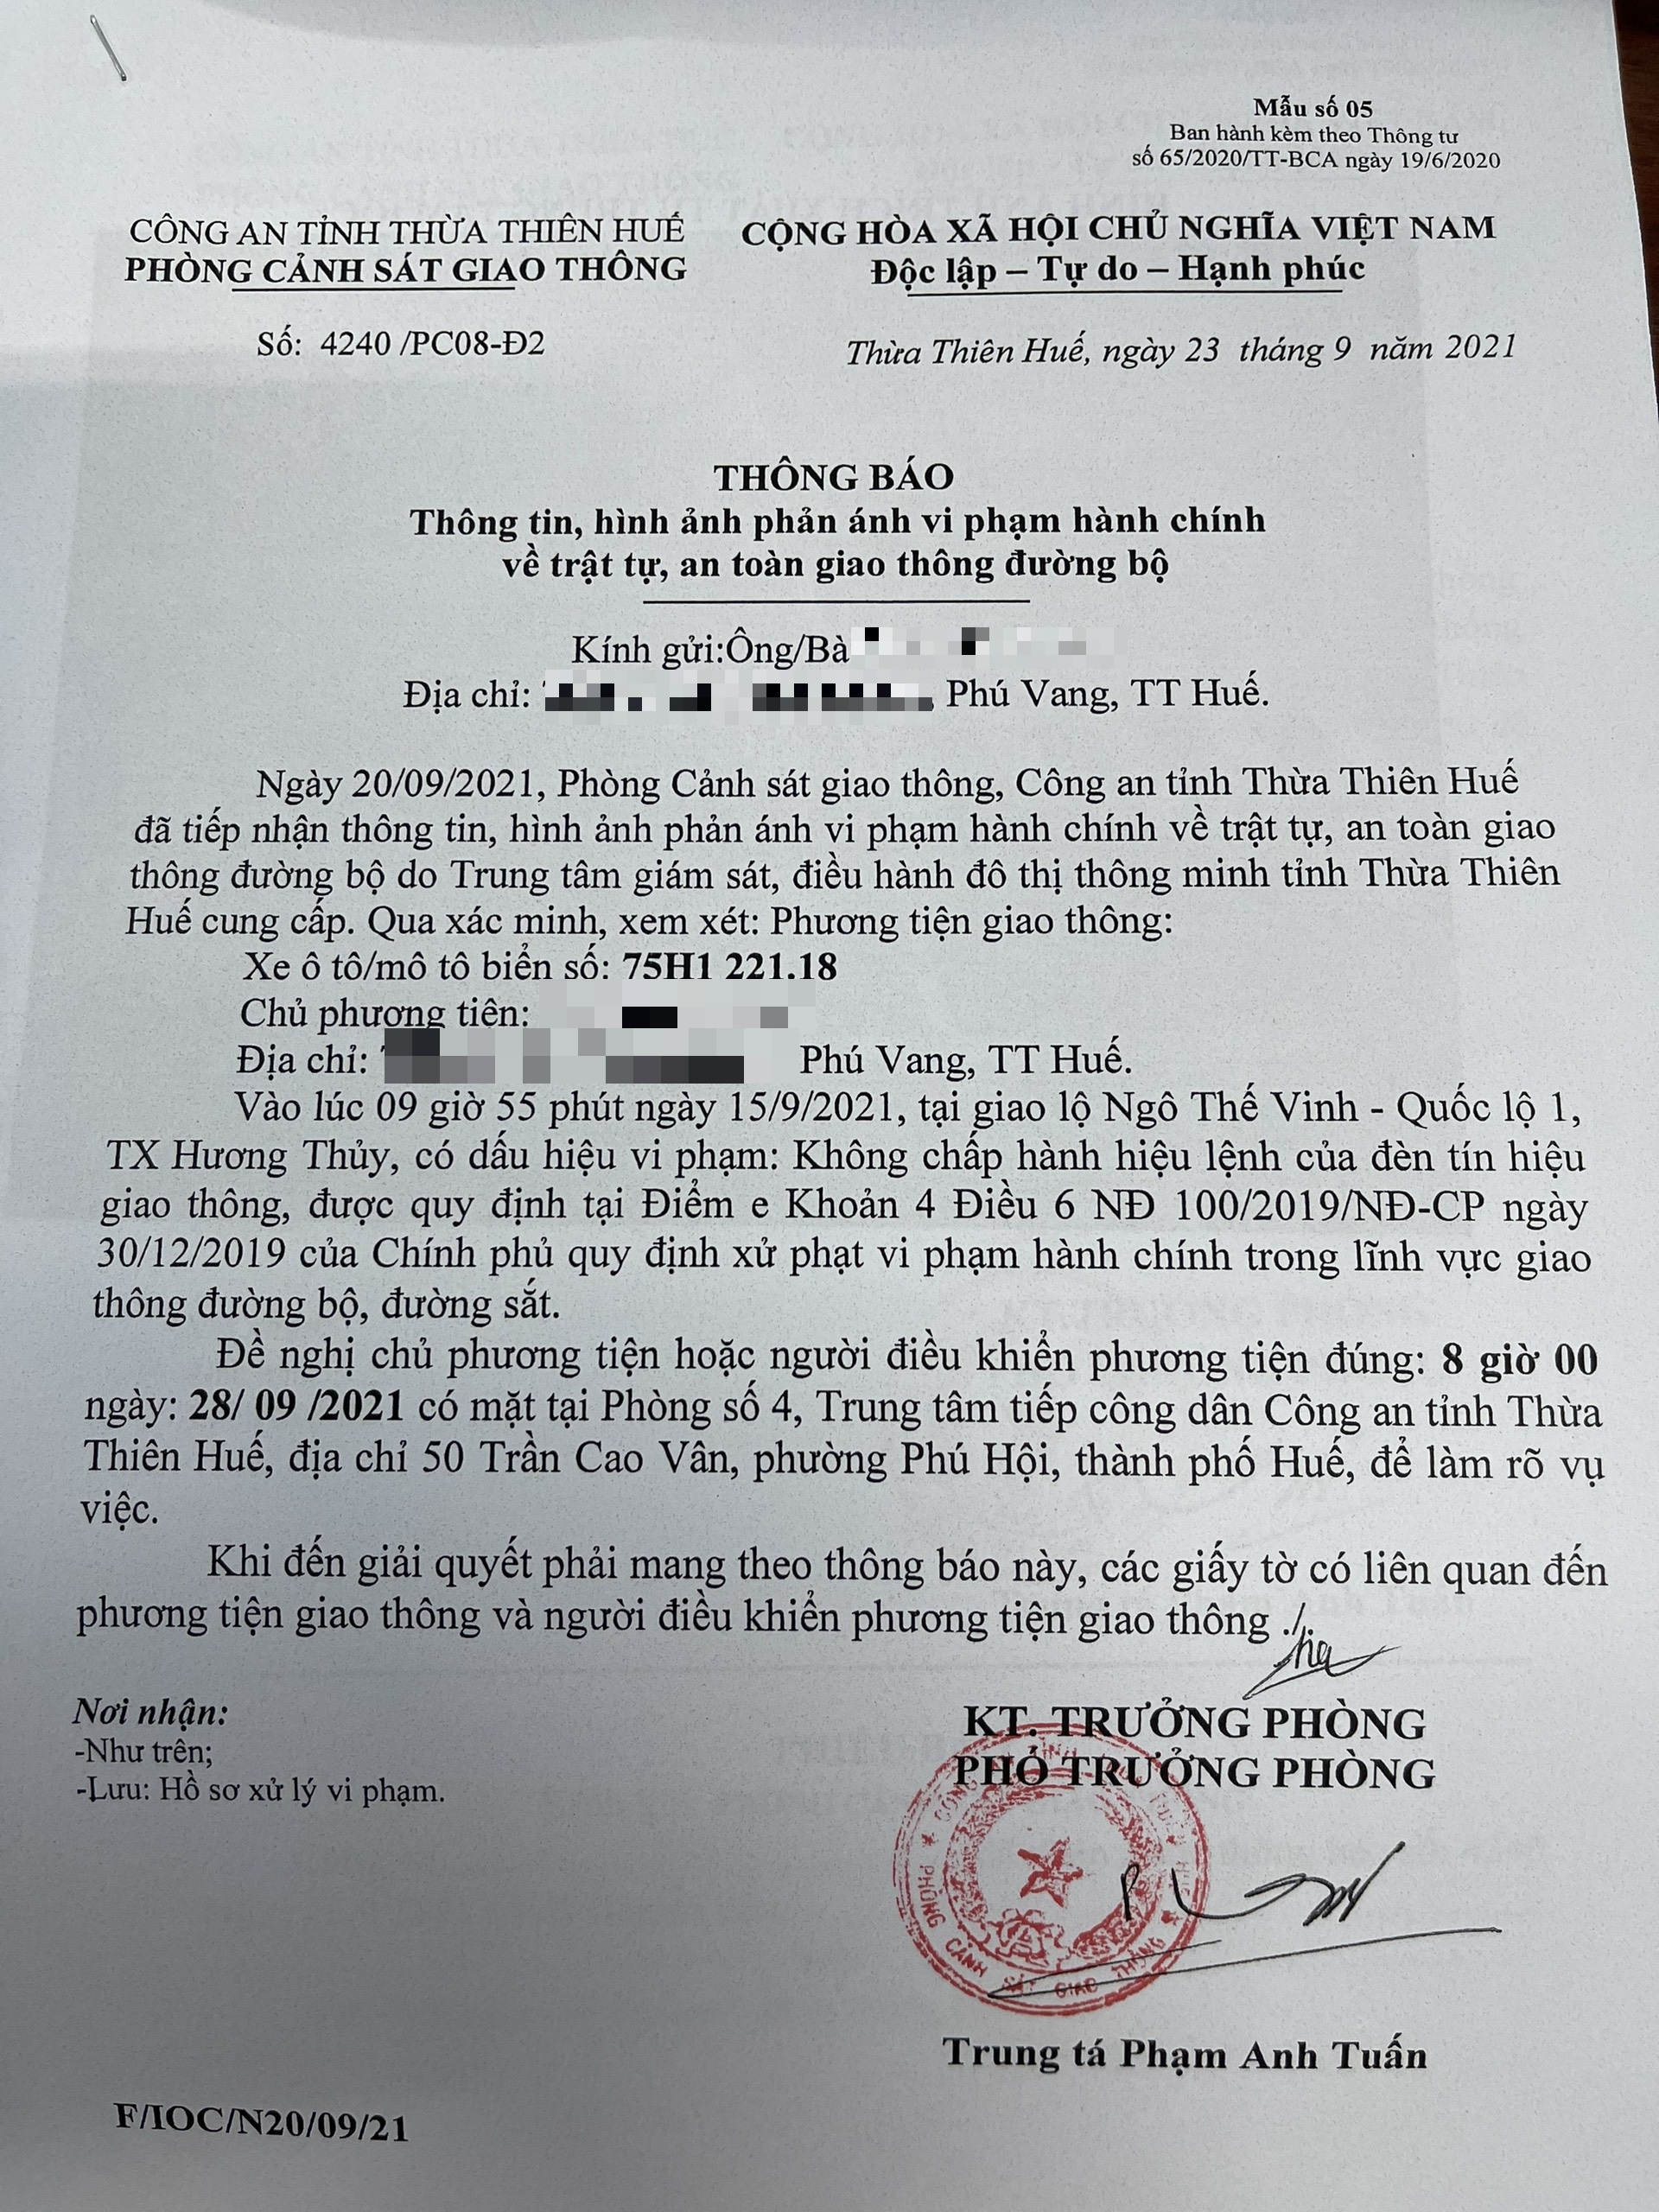 Mẫu số 05
Ban hành kèm theo Thông tư
số 65/2020/TT-BCA ngày 19/6/2020
CÔNG AN TỈNH THỪA THIÊN HUẾ
PHÒNG CẢNH SÁT GIAO THÔNG
CỘNG HÒA XÃ HỘI CHỦ NGHĨA VIỆT NAM
Độc lập – Tự do – Hạnh phúc
Số: 4240 /PC08-Đ2
Thừa Thiên Huế, ngày 23 tháng 9 năm 2021
THÔNG BÁO
Thông tin, hình ảnh phản ánh vi phạm hành chính
về trật tự, an toàn giao thông đường bộ
Kính gửi:Ông/Bà
Địa chỉ: Phú Vang, TT Huế.
Ngày 20/09/2021, Phòng Cảnh sát giao thông, Công an tỉnh Thừa Thiên Huế
đã tiếp nhận thông tin, hình ảnh phản ánh vi phạm hành chính về trật tự, an toàn giao
thông đường bộ do Trung tâm giám sát, điều hành đô thị thông minh tỉnh Thừa Thiên
Huế cung cấp. Qua xác minh, xem xét: Phương tiện giao thông:
Xe ô tô/mô tô biển số: 75H1 221.18
Chủ phương tiện:
Địa chỉ: Phú Vang, TT Huế.
Vào lúc 09 giờ 55 phút ngày 15/9/2021, tại giao lộ Ngô Thế Vinh - Quốc lộ 1,
TX Hương Thủy, có dấu hiệu vi phạm: Không chấp hành hiệu lệnh của đèn tín hiệu
giao thông, được quy định tại Điểm e Khoản 4 Điều 6 NĐ 100/2019/NĐ-CP ngày
30/12/2019 của Chính phủ quy định xử phạt vi phạm hành chính trong lĩnh vực giao
thông đường bộ, đường sắt.
Đề nghị chủ phương tiện hoặc người điều khiển phương tiện đúng: 8 giờ 00
ngày: 28/ 09 /2021 có mặt tại Phòng số 4, Trung tâm tiếp công dân Công an tỉnh Thừa
Thiên Huế, địa chỉ 50 Trần Cao Vân, phường Phú Hội, thành phố Huế, để làm rõ vụ
việc.
Khi đến giải quyết phải mang theo thông báo này, các giấy tờ có liên quan đến
phương tiện giao thông và người điều khiển phương tiện giao thông ./.
Nơi nhận:
-Như trên;
-Lưu: Hồ sơ xử lý vi phạm.
KT. TRƯỞNG PHÒNG
PHÓ TRƯỞNG PHÒNG
PHÒNG CẢNH SÁT GIAO THÔNG
Trung tá Phạm Anh Tuấn
F/IOC/N20/09/21